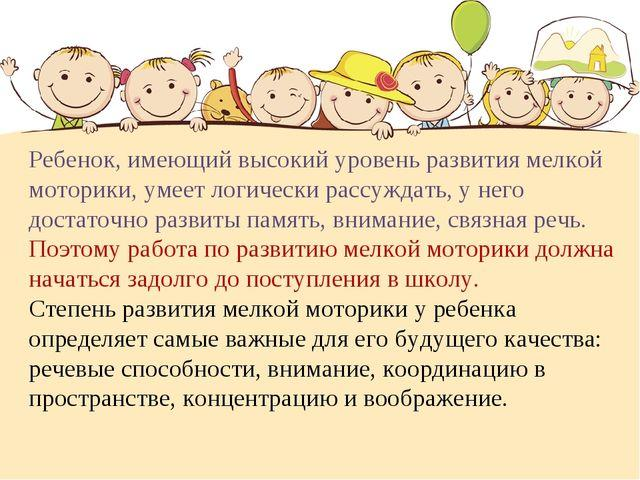 Ребенок, имеющий высокий уровень развития мелкой
моторики, умеет логически рассуждать, у него
достаточно развиты память, внимание, связная речь.
Поэтому работа по развитию мелкой моторики должна
начаться задолго до поступления в школу.
Степень развития мелкой моторики у ребенка
определяет самые важные для его будущего качества:
речевые способности, внимание, координацию в
пространстве, концентрацию и воображение.